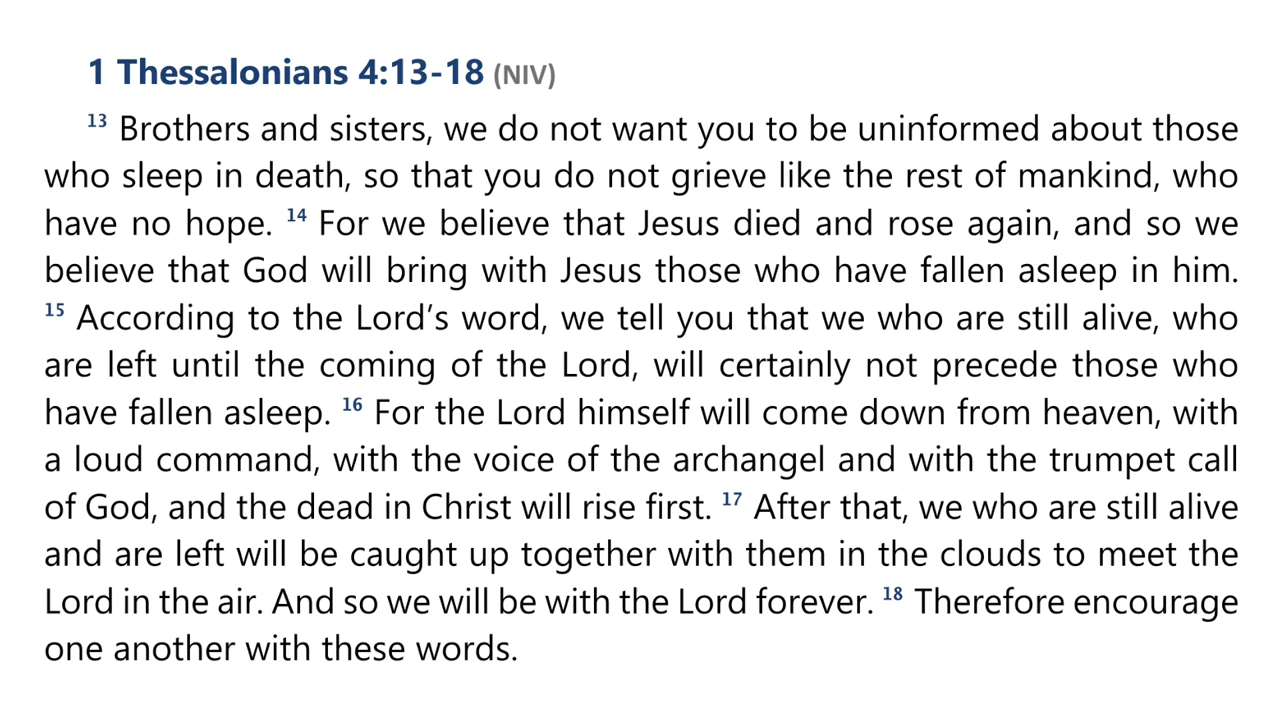 1 Thessalonians 4:13-18 (NIV)
13 Brothers and sisters, we do not want you to be uninformed about those
who sleep in death, so that you do not grieve like the rest of mankind, who
have no hope. 14 For we believe that Jesus died and rose again, and so we
believe that God will bring with Jesus those who have fallen asleep in him.
15 According to the Lord’s word, we tell you that we who are still alive, who
are left until the coming of the Lord, will certainly not precede those who
have fallen asleep. 16 For the Lord himself will come down from heaven, with
a loud command, with the voice of the archangel and with the trumpet call
of God, and the dead in Christ will rise first. 17 After that, we who are still alive
and are left will be caught up together with them in the clouds to meet the
Lord in the air. And so we will be with the Lord forever. 18 Therefore encourage
one another with these words.